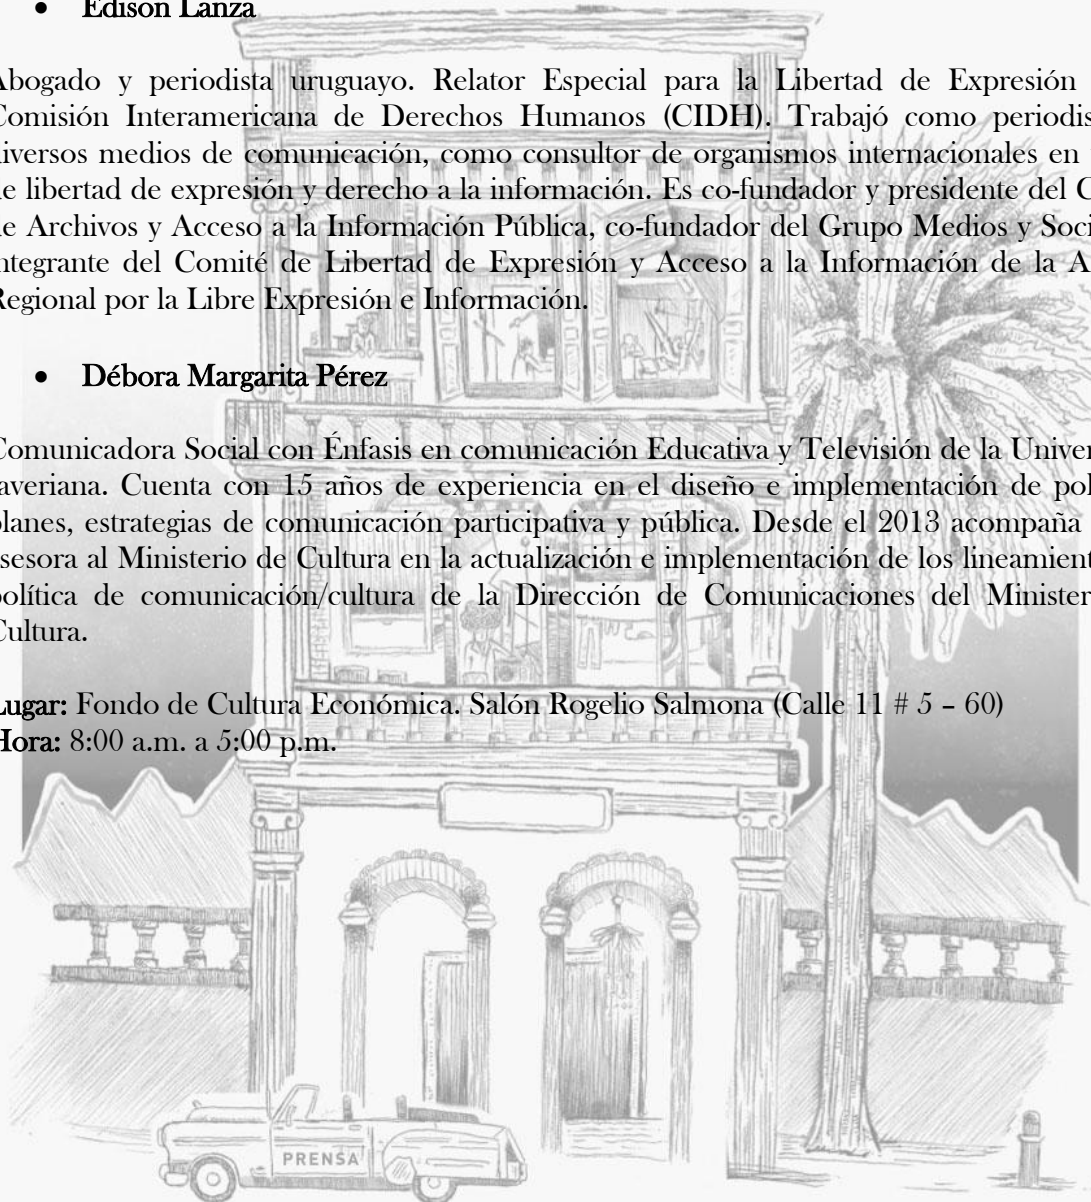 • Edison Lanza
Abogado y periodista uruguayo. Relator Especial para la Libertad de Expresión
Comisión Interamericana de Derechos Humanos (CIDH). Trabajó como periodis
diversos medios de comunicación, como consultor de organismos internacionales en
de libertad de expresión y derecho a la información. Es co-fundador y presidente del C
de Archivos y Acceso a la Información Pública, co-fundador del Grupo Medios y Soci
integrante del Comité de Libertad de Expresión y Acceso a la Información de la A
Regional por la Libre Expresión e Información.
• Débora Margarita Pérez
Comunicadora Social con Énfasis en comunicación Educativa y Televisión de la Univer
Javeriana. Cuenta con 15 años de experiencia en el diseño e implementación de pol
planes, estrategias de comunicación participativa y pública. Desde el 2013 acompaña
asesora al Ministerio de Cultura en la actualización e implementación de los lineamient
política de comunicación/cultura de la Dirección de Comunicaciones del Minister
Cultura.
Lugar: Fondo de Cultura Económica. Salón Rogelio Salmona (Calle 11 # 5 – 60)
Hora: 8:00 a.m. a 5:00 p.m.
PRENSA